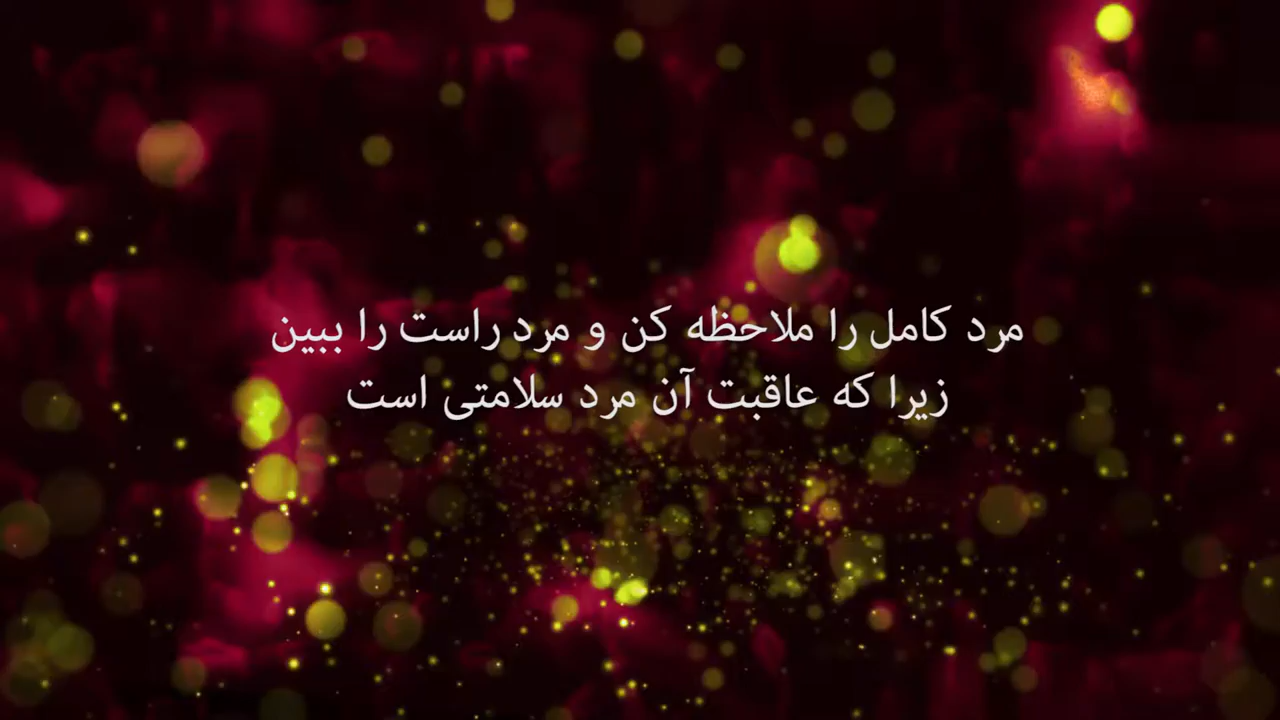 مرد کامل را ملاحظه کن و مرد راست را ببین
زیرا که عاقبت آن مرد سلامتی است